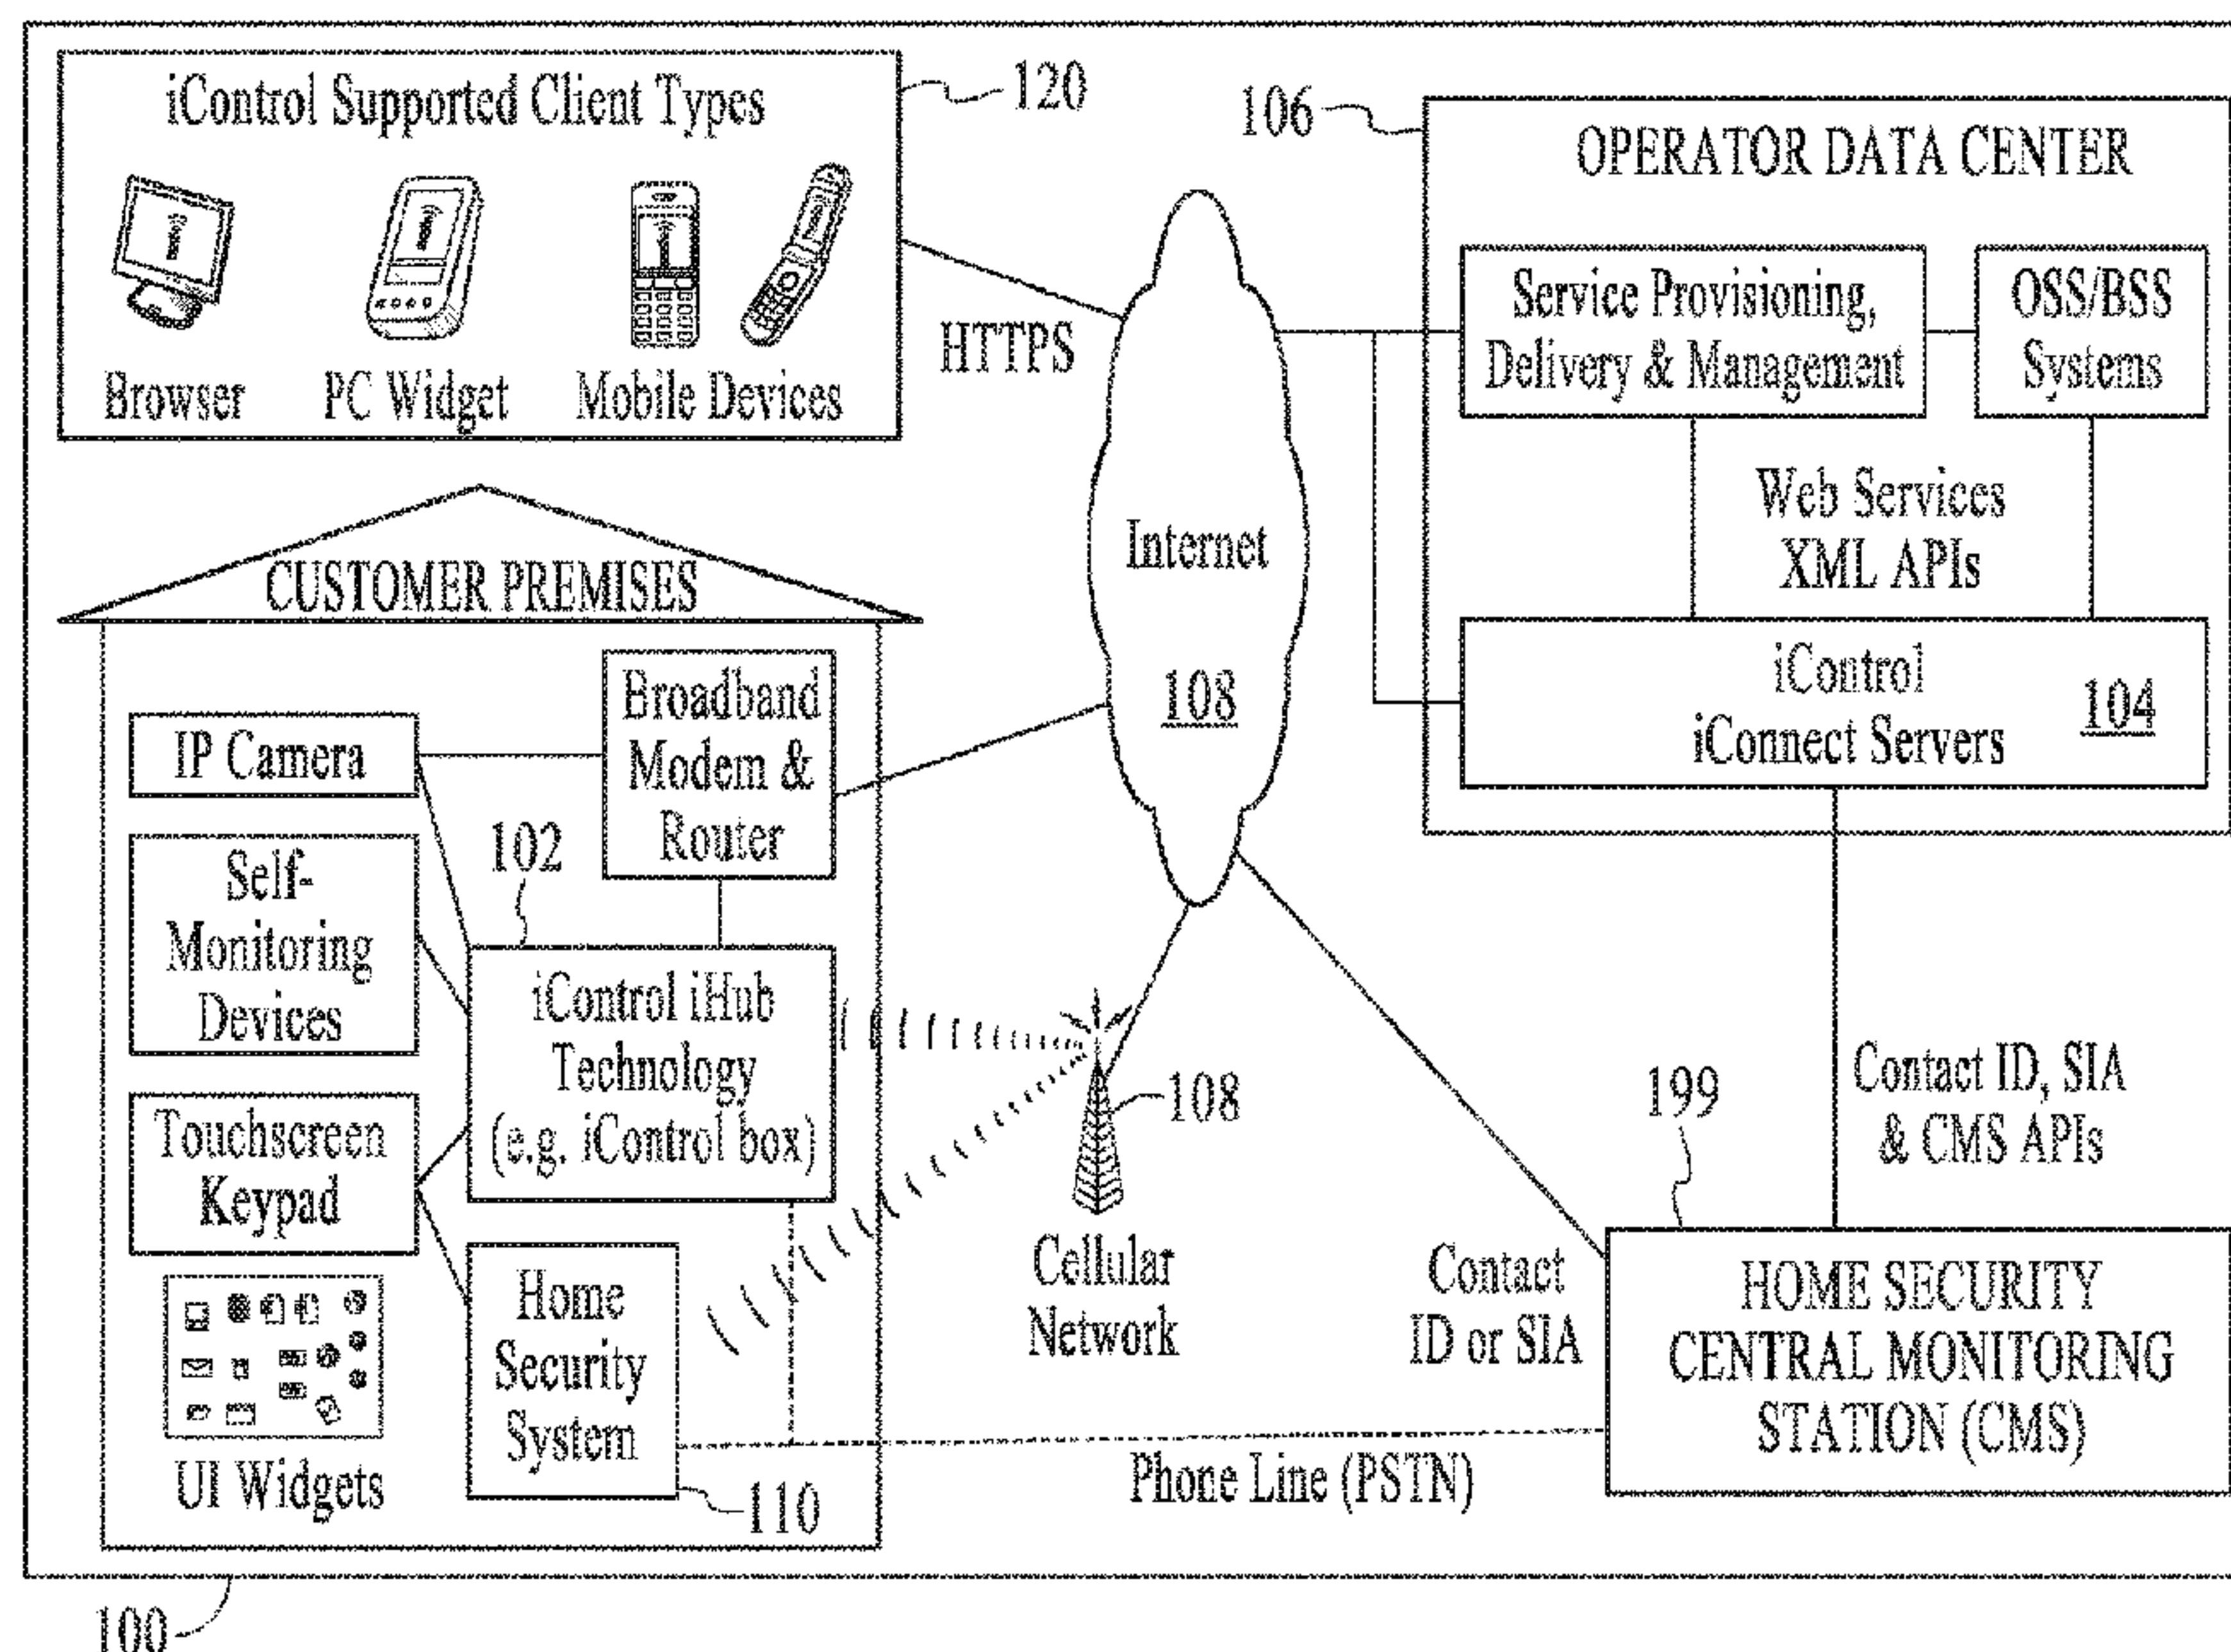 iControl Supported Client Types
120
Browser
PC Widget
Mobile Devices
HTTPS
106
OPERATOR DATA CENTER
Service Provisioning,
Delivery & Management
OSS/BSS
Systems
Web Services
XML APIs
iControl
iConnect Servers
104
Internet
108
CUSTOMER PREMISES
Broadband
Modem &
Router
IP Camera
102
Self-
Monitoring
Devices
iControl iHub
Technology
(e.g. iControl box)
Touchscreen
Keypad
UI Widgets
Home
Security
System
110
108
Cellular
Network
Contact
ID or SIA
Phone Line (PSTN)
199
Contact ID, SIA
& CMS APIs
HOME SECURITY
CENTRAL MONITORING
STATION (CMS)
100